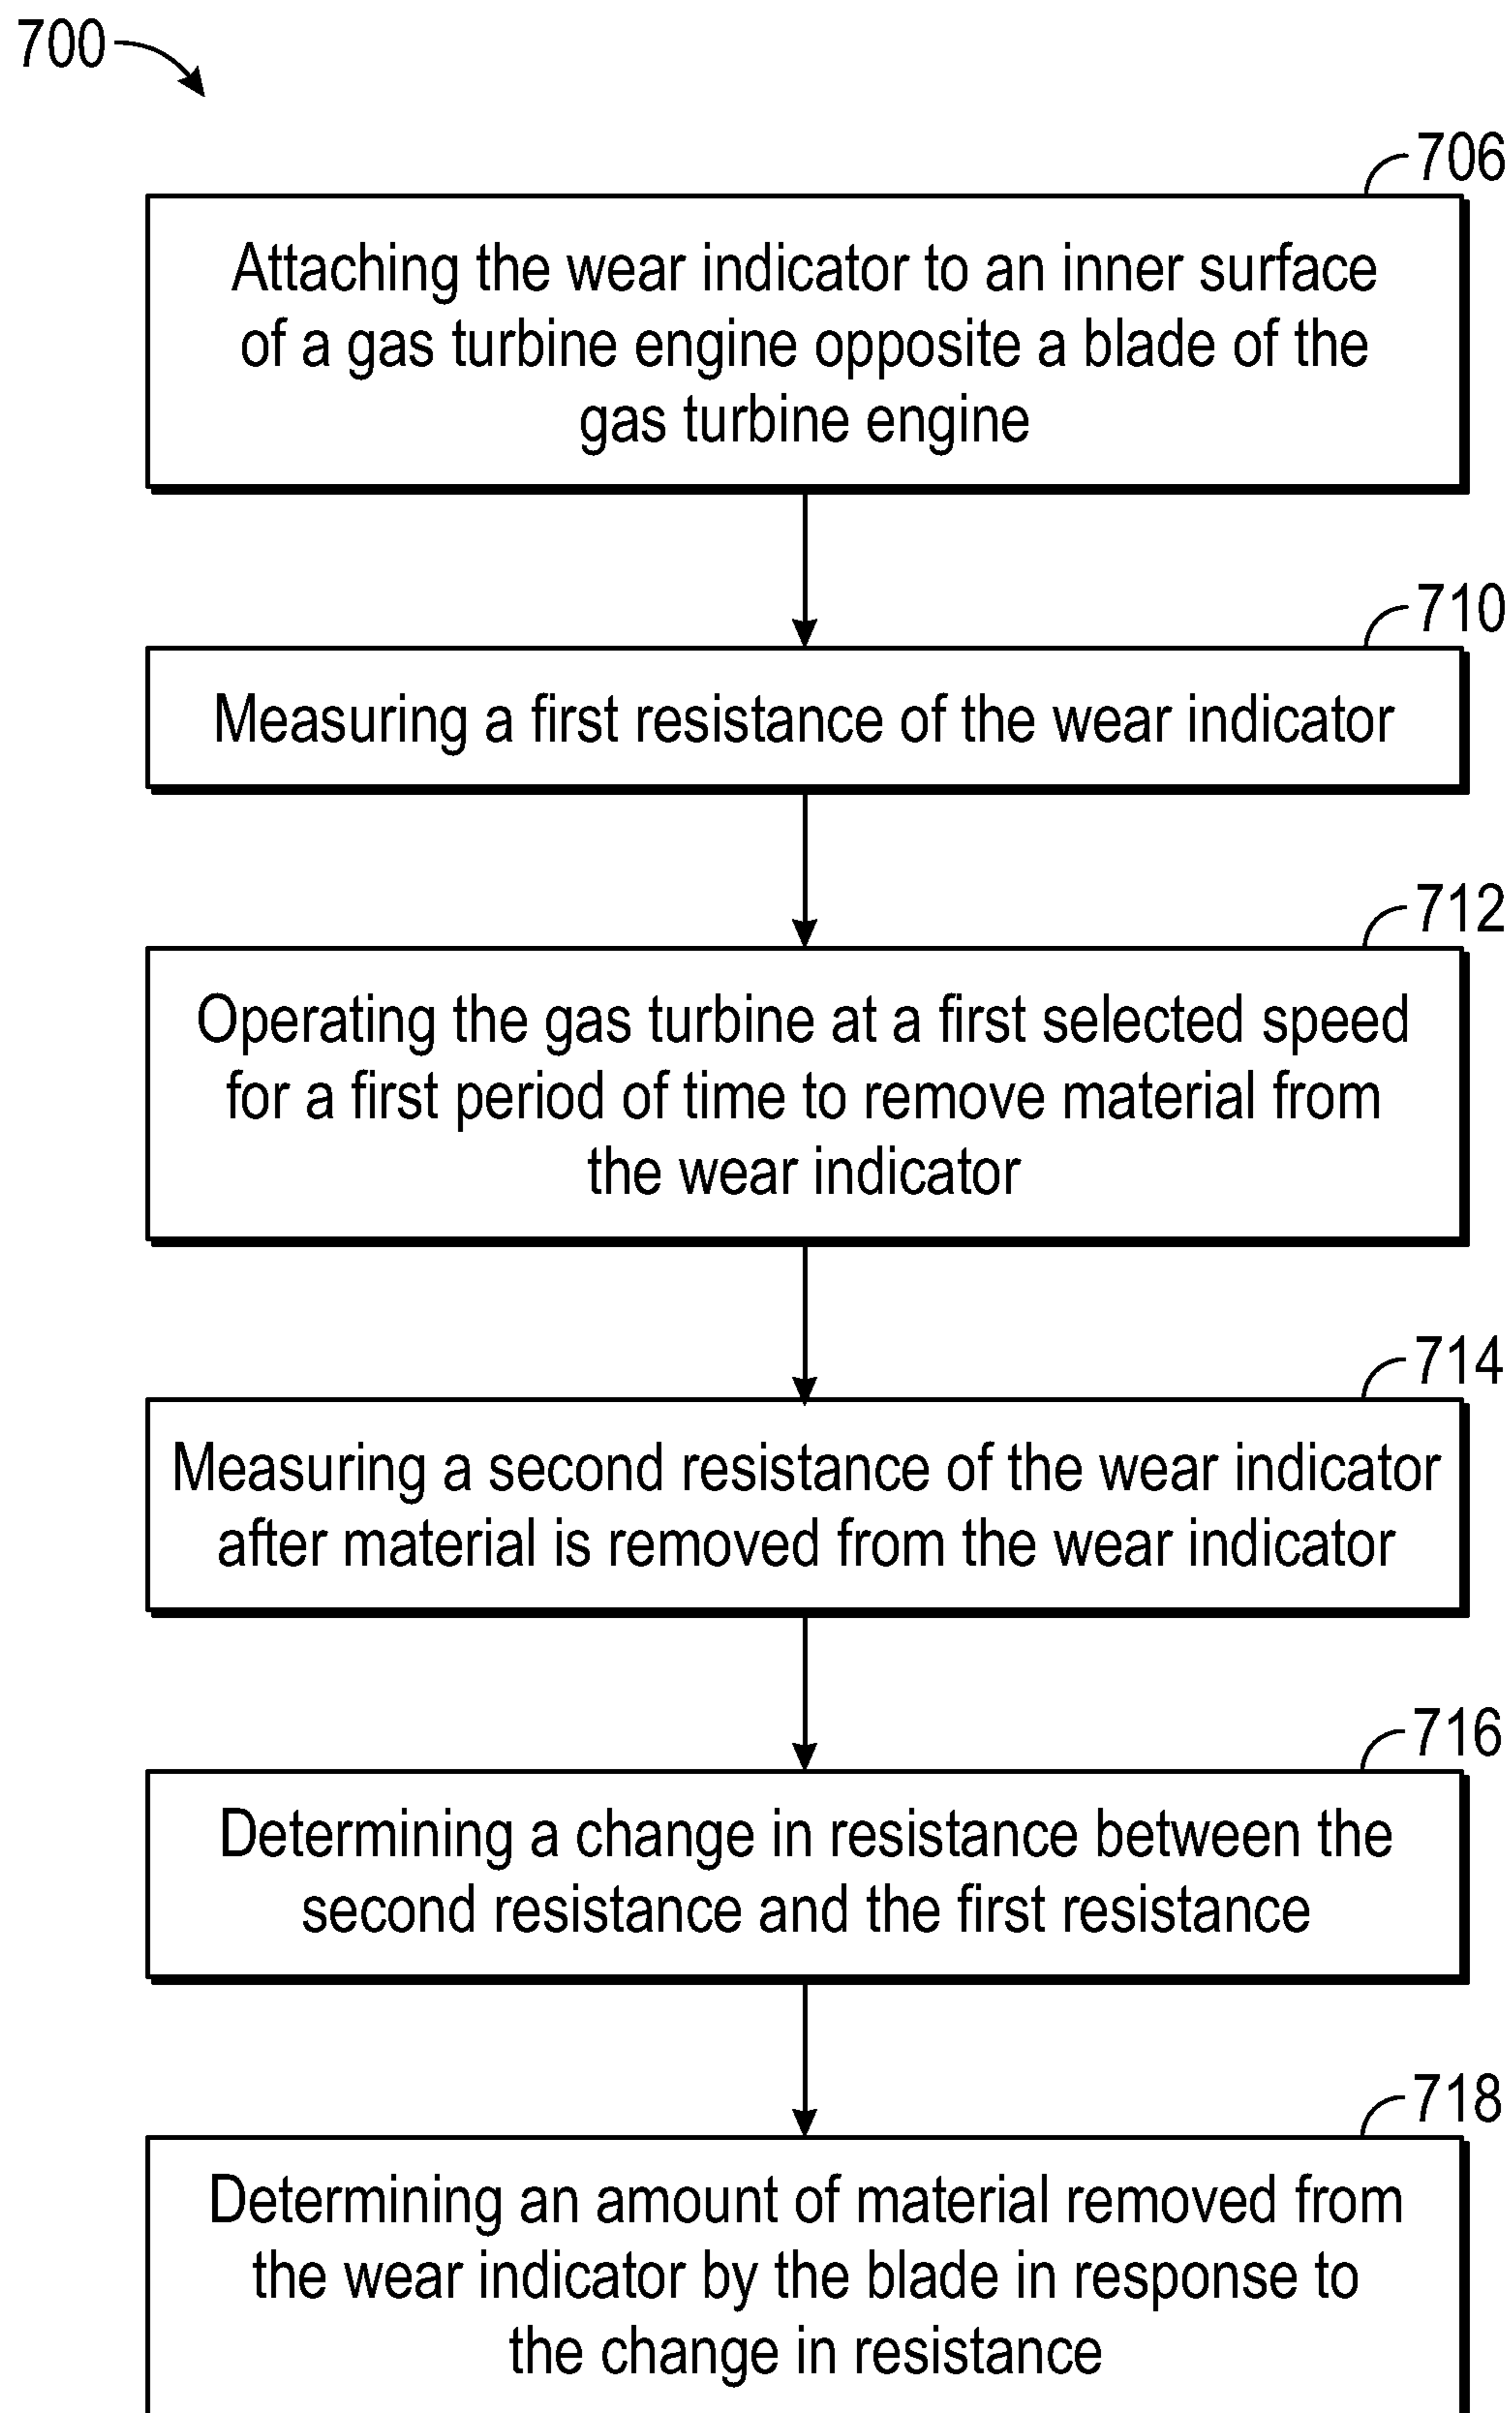 700
706
Attaching the wear indicator to an inner surface
of a gas turbine engine opposite a blade of the
gas turbine engine
710
Measuring a first resistance of the wear indicator
712
Operating the gas turbine at a first selected speed
for a first period of time to remove material from
the wear indicator
714
Measuring a second resistance of the wear indicator
after material is removed from the wear indicator
716
Determining a change in resistance between the
second resistance and the first resistance
718
Determining an amount of material removed from
the wear indicator by the blade in response to
the change in resistance